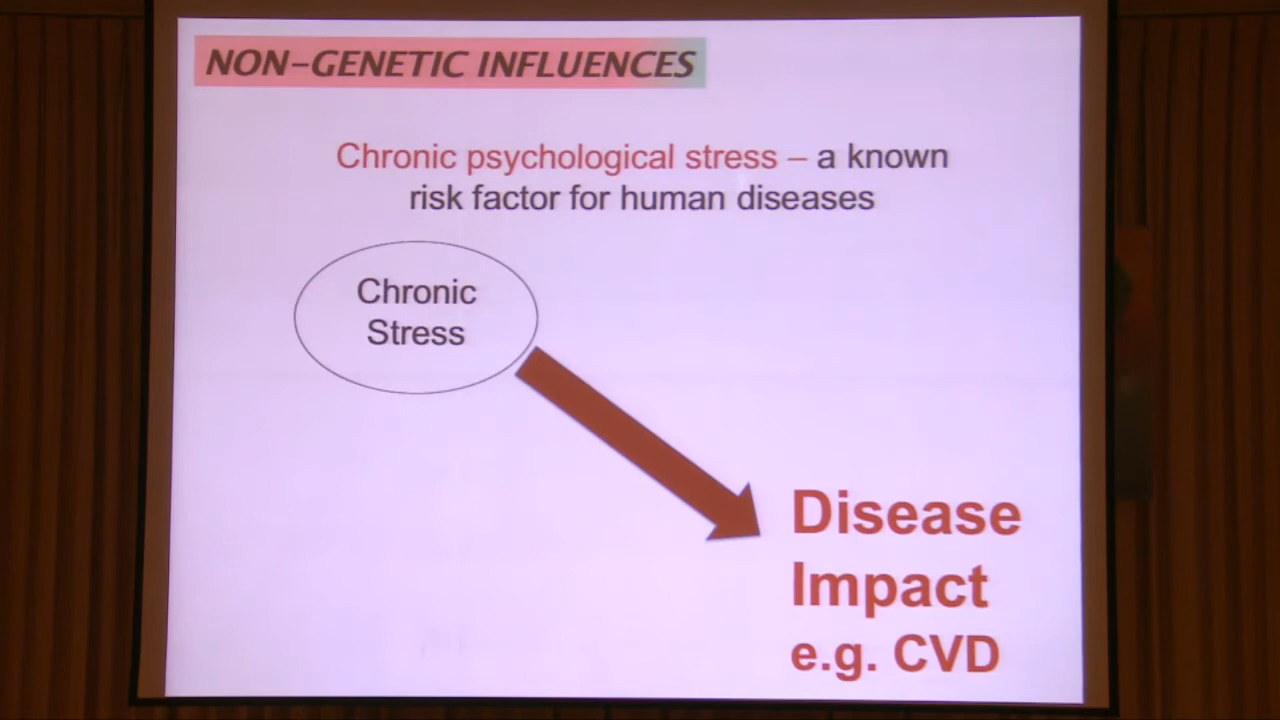 NON-GENETIC INFLUENCES
Chronic psychological stress – a known
risk factor for human diseases
Chronic
Stress
Disease
Impact
e.g. CVD